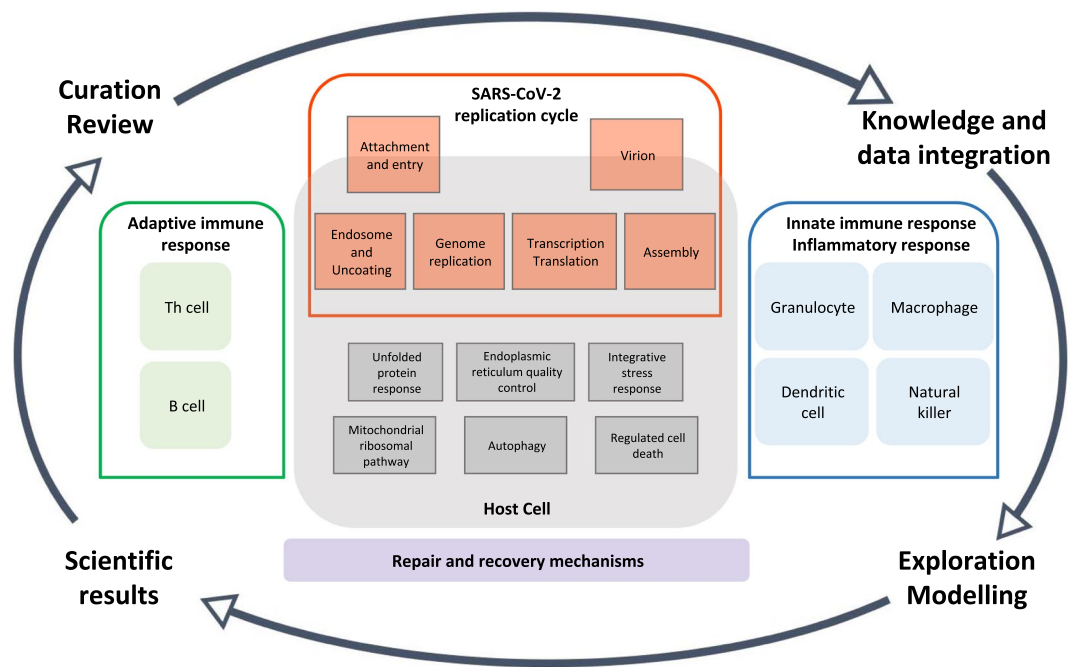 Curation
Review
SARS-CoV-2
replication cycle
Attachment
and entry
Virion
Knowledge and
data integration
Endosome
and
Uncoating
Genome
replication
Transcription
Translation
Assembly
Adaptive immune
response
Th cell
B cell
Innate immune response
Inflammatory response
Granulocyte
Macrophage
Dendritic
cell
Natural
killer
Unfolded
protein
response
Endoplasmic
reticulum quality
control
Integrative
stress
response
Mitochondrial
ribosomal
pathway
Autophagy
Regulated cell
death
Host Cell
Repair and recovery mechanisms
Scientific
results
Exploration
Modelling